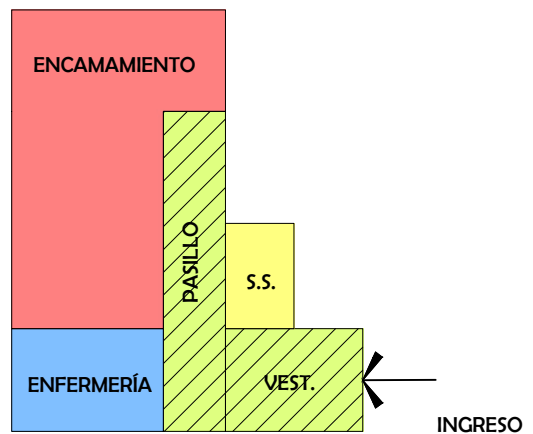 ENCAMAMIENTO
PASILLO
S.S.
ENFERMERÍA
VEST.
INGRESO